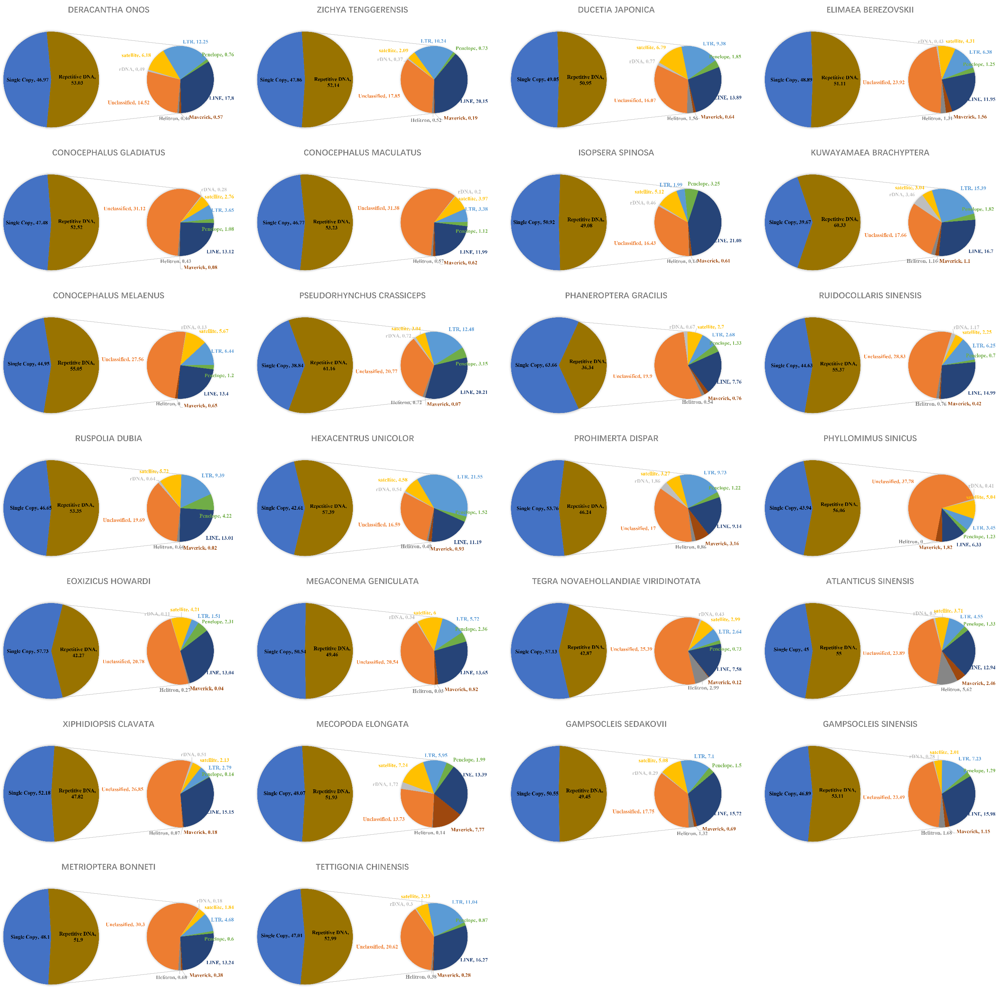 DERACANTHA ONOS
LTR, 12.25
Penelope, 0.76
satellite, 6.18
rDNA, 0.49
Single Copy, 46.97
Repetitive DNA,
53.03
LINE, 17.8
Unclassified, 14.52
Helitron, 0.46
Maverick, 0.57
ZICHYA TENGGERENSIS
LTR, 10.24
Penelope, 0.73
satellite, 2.09
rDNA, 0.37
Single Copy, 47.86
Repetitive DNA,
52.14
Unclassified, 17.85
LINE, 20.15
Helitron, 0.52
Maverick, 0.19
DUCETIA JAPONICA
LTR, 9.38
satellite, 6.79
Penelope, 1.85
rDNA, 0.77
Single Copy, 49.05
Repetitive DNA,
50.95
LINE, 13.89
Unclassified, 16.07
Helitron, 1.56
Maverick, 0.64
ELIMAEA BEREZOVSKII
rDNA, 0.43
satellite, 4.31
LTR, 6.38
Penelope, 1.25
Single Copy, 48.89
Repetitive DNA,
51.11
Unclassified, 23.92
LINE, 11.95
Helitron, 1.31
Maverick, 1.56
CONOCEPHALUS GLADIATUS
rDNA, 0.28
satellite, 2.76
Unclassified, 31.12
LTR, 3.65
Single Copy, 47.48
Repetitive DNA,
52.52
Penelope, 1.08
LINE, 13.12
Helitron, 0.43
Maverick, 0.08
CONOCEPHALUS MACULATUS
rDNA, 0.2
satellite, 3.97
Unclassified, 31.38
LTR, 3.38
Single Copy, 46.77
Repetitive DNA,
53.23
Penelope, 1.12
LINE, 11.99
Helitron, 0.57
Maverick, 0.62
ISOPSERA SPINOSA
LTR, 1.99
Penelope, 3.25
satellite, 5.12
rDNA, 0.46
Single Copy, 50.92
Repetitive DNA,
49.08
LINE, 21.08
Unclassified, 16.43
Helitron, 0.14
Maverick, 0.61
KUWAYAMAEA BRACHYPTERA
satellite, 3.04
LTR, 15.39
rDNA, 3.46
Penelope, 1.82
Single Copy, 39.67
Repetitive DNA,
60.33
Unclassified, 17.66
LINE, 16.7
Helitron, 1.16
Maverick, 1.1
CONOCEPHALUS MELAENUS
rDNA, 0.13
satellite, 5.67
LTR, 6.44
Unclassified, 27.56
Single Copy, 44.95
Repetitive DNA,
55.05
Penelope, 1.2
LINE, 13.4
Helitron, 0
Maverick, 0.65
PSEUDORHYNCHUS CRASSICEPS
satellite, 3.04
LTR, 12.48
rDNA, 0.72
Single Copy, 38.84
Repetitive DNA,
61.16
Penelope, 3.15
Unclassified, 20.77
LINE, 20.21
Helitron, 0.72
Maverick, 0.07
PHANEROPTERA GRACILIS
rDNA, 0.67
satellite, 2.7
LTR, 2.68
Penelope, 1.33
Single Copy, 63.66
Repetitive DNA,
36.34
Unclassified, 19.9
LINE, 7.76
Maverick, 0.76
Helitron, 0.54
RUIDOCOLLARIS SINENSIS
rDNA, 1.17
satellite, 2.25
LTR, 6.25
Unclassified, 28.83
Penelope, 0.7
Single Copy, 44.63
Repetitive DNA,
55.37
LINE, 14.99
Helitron, 0.76
Maverick, 0.42
RUSPOLIA DUBIA
satellite, 5.72
LTR, 9.39
rDNA, 0.64
Single Copy, 46.65
Repetitive DNA,
53.35
Penelope, 4.22
Unclassified, 19.69
LINE, 13.01
Helitron, 0.66
Maverick, 0.02
HEXACENTRUS UNICOLOR
LTR, 21.55
satellite, 4.58
rDNA, 0.54
Single Copy, 42.61
Repetitive DNA,
57.39
Penelope, 1.52
Unclassified, 16.59
LINE, 11.19
Helitron, 0.49
Maverick, 0.93
PROHIMERTA DISPAR
satellite, 3.27
LTR, 9.73
rDNA, 1.86
Penelope, 1.22
Single Copy, 53.76
Repetitive DNA,
46.24
LINE, 9.14
Unclassified, 17
Maverick, 3.16
Helitron, 0.86
PHYLLOMIMUS SINICUS
Unclassified, 37.78
rDNA, 0.41
satellite, 5.04
Single Copy, 43.94
Repetitive DNA,
56.06
LTR, 3.45
Penelope, 1.23
Helitron, 0
LINE, 6.33
Maverick, 1.82
EOXIZICUS HOWARDI
satellite, 4.21
rDNA, 0.11
LTR, 1.51
Penelope, 2.31
Single Copy, 57.73
Repetitive DNA,
42.27
Unclassified, 20.78
LINE, 13.04
Helitron, 0.27
Maverick, 0.04
MEGACONEMA GENICULATA
satellite, 6
rDNA, 0.34
LTR, 5.72
Penelope, 2.36
Single Copy, 50.54
Repetitive DNA,
49.46
Unclassified, 20.54
LINE, 13.65
Helitron, 0.03
Maverick, 0.82
TEGRA NOVAEHOLLANDIAE VIRIDINOTATA
rDNA, 0.43
satellite, 2.99
LTR, 2.64
Unclassified, 25.39
Penelope, 0.73
Single Copy, 57.13
Repetitive DNA,
42.87
LINE, 7.58
Maverick, 0.12
Helitron, 2.99
ATLANTICUS SINENSIS
satellite, 3.71
rDNA, 0.5
LTR, 4.55
Penelope, 1.33
Single Copy, 45
Repetitive DNA,
55
Unclassified, 23.89
LINE, 12.94
Maverick, 2.46
Helitron, 5.62
XIPHIDIOPSIS CLAVATA
rDNA, 0.51
satellite, 2.13
LTR, 2.79
Penelope, 0.14
Unclassified, 26.85
Single Copy, 52.18
Repetitive DNA,
47.82
LINE, 15.15
Helitron, 0.07
Maverick, 0.18
MECOPODA ELONGATA
LTR, 5.95
Penelope, 1.99
satellite, 7.24
rDNA, 1.72
LINE, 13.39
Single Copy, 48.07
Repetitive DNA,
51.93
Unclassified, 13.73
Maverick, 7.77
Helitron, 0.14
GAMPSOCLEIS SEDAKOVII
LTR, 7.1
satellite, 5.08
Penelope, 1.5
rDNA, 0.29
Single Copy, 50.55
Repetitive DNA,
49.45
Unclassified, 17.75
LINE, 15.72
Maverick, 0.69
Helitron, 1.32
GAMPSOCLEIS SINENSIS
satellite, 2.01
rDNA, 0.28
LTR, 7.23
Penelope, 1.29
Single Copy, 46.89
Repetitive DNA,
53.11
Unclassified, 23.49
LINE, 15.98
Maverick, 1.15
Helitron, 1.68
METRIOPTERA BONNETI
rDNA, 0.18
satellite, 1.84
LTR, 4.68
Unclassified, 30.3
Single Copy, 48.1
Repetitive DNA,
51.9
Penelope, 0.6
LINE, 13.24
Helitron, 0.68
Maverick, 0.38
TETTIGONIA CHINENSIS
satellite, 3.23
LTR, 11.04
rDNA, 0.3
Penelope, 0.87
Single Copy, 47.01
Repetitive DNA,
52.99
Unclassified, 20.62
LINE, 16.27
Helitron, 0.38
Maverick, 0.28